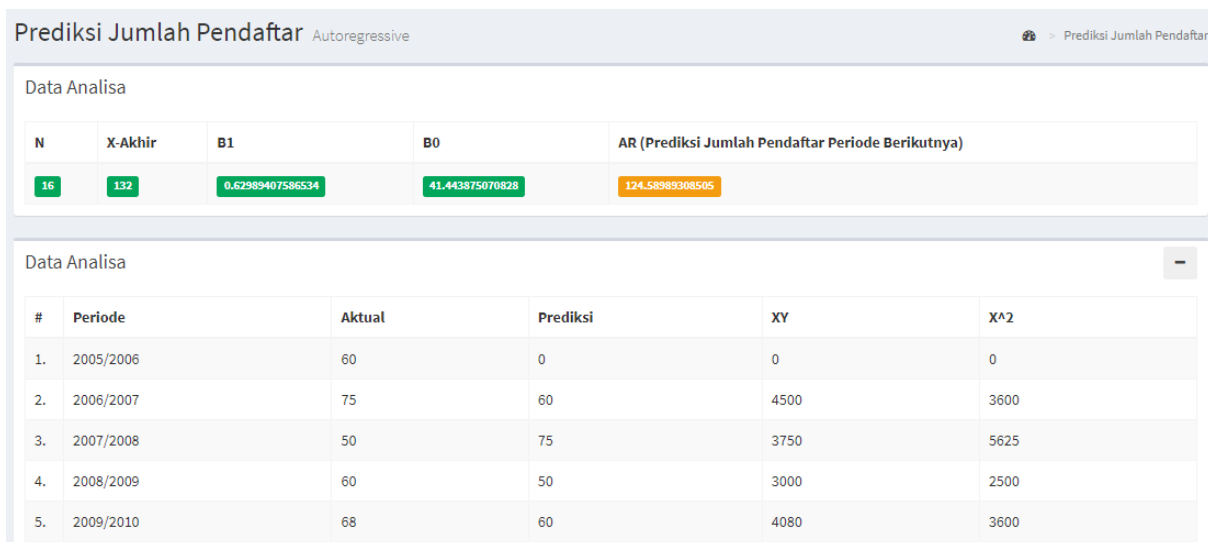 Prediksi Jumlah Pendaftar Autoregressive
> Prediksi Jumlah Pendaftar
Data Analisa
N X-Akhir B1 B0 AR (Prediksi Jumlah Pendaftar Periode Berikutnya)
16 132 0.62989407586534 41.443875070828 124.58989308505
Data Analisa
# Periode Aktual Prediksi XY X^2
1. 2005/2006 60 0 0 0
2. 2006/2007 75 60 4500 3600
3. 2007/2008 50 75 3750 5625
4. 2008/2009 60 50 3000 2500
5. 2009/2010 68 60 4080 3600